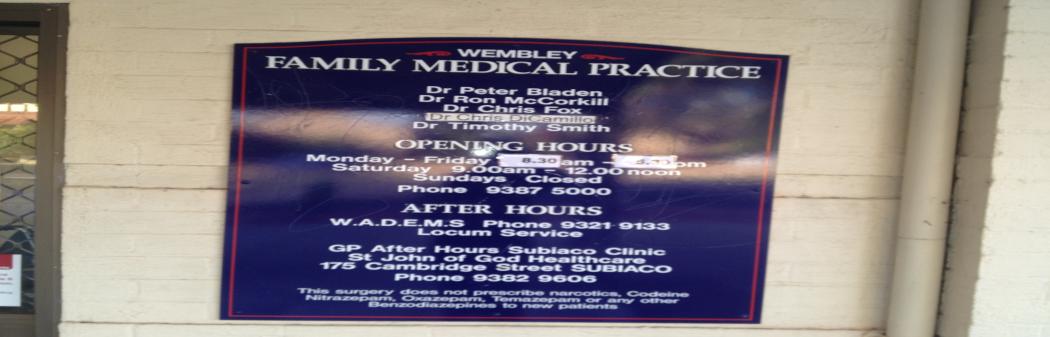 WEMBLEY
FAMILY MEDICAL PRACTICE
Dr Peter Bladen
Dr Ron McCorkill
Dr Chris Fox
Dr Chris DiCamillo
Dr Timothy Smith
OPENING HOURS
Monday - Friday 8.30 am - pm
Saturday 9.00am - 12.00 noon
Sundays Closed
Phone 9387 5000
AFTER HOURS
W.A.D.E.M.S Phone 9321 9133
Locum Service
GP After Hours Subiaco Clinic
St John of God Healthcare
175 Cambridge Street SUBIACO
Phone 9382 9606
This surgery does not prescribe narcotics, Codeine
Nitrazepam, Oxazepam, Temazepam or any other
Benzodiazepines to new patients